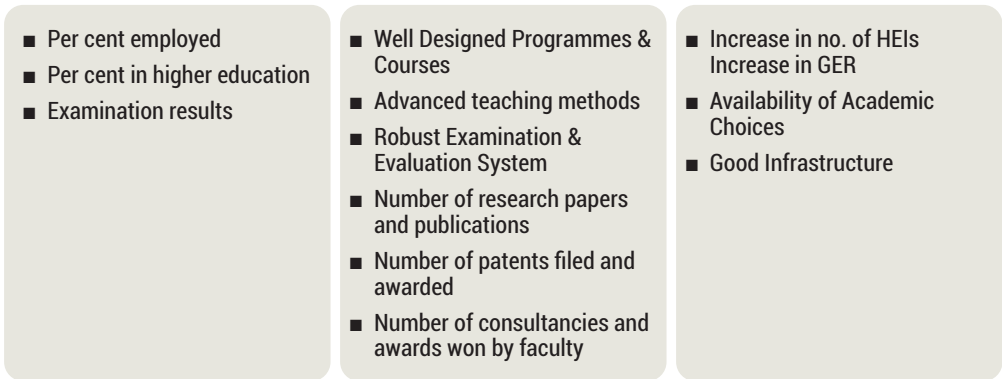 ■ Per cent employed
■ Per cent in higher education
■ Examination results
■ Well Designed Programmes &
Courses
■ Advanced teaching methods
■ Robust Examination &
Evaluation System
■ Number of research papers
and publications
■ Number of patents filed and
awarded
■ Number of consultancies and
awards won by faculty
■ Increase in no. of HEIs
Increase in GER
■ Availability of Academic
Choices
■ Good Infrastructure